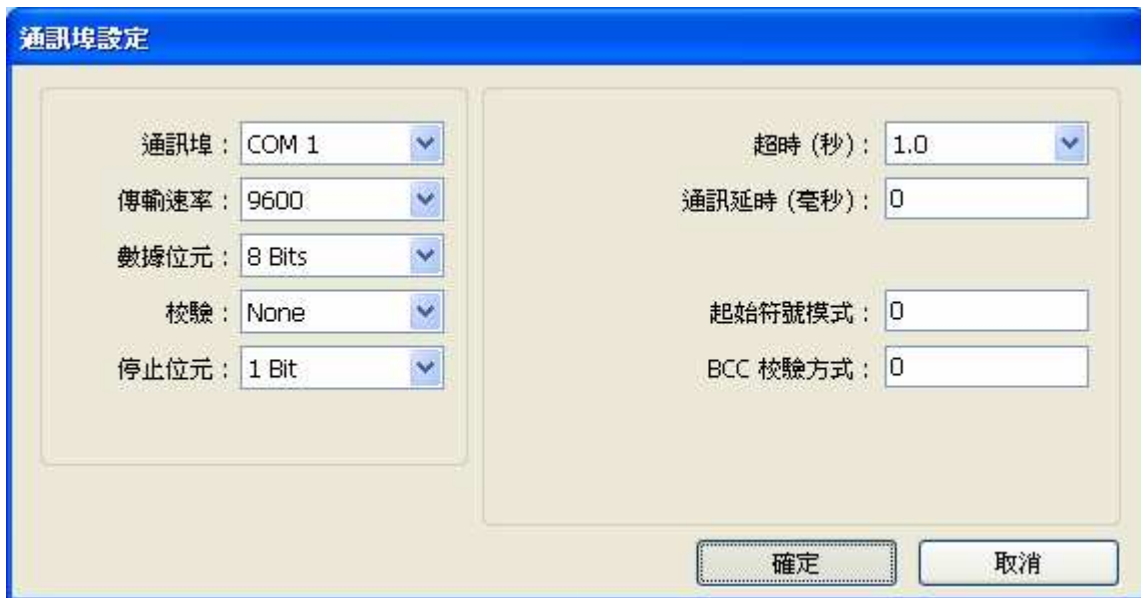 通訊埠設定
通訊埠： COM 1
傳輸速率： 9600
數據位元： 8 Bits
校驗： None
停止位元： 1 Bit
超時 (秒)： 1.0
通訊延時 (毫秒)： 0
起始符號模式： 0
BCC 校驗方式： 0
確定 取消